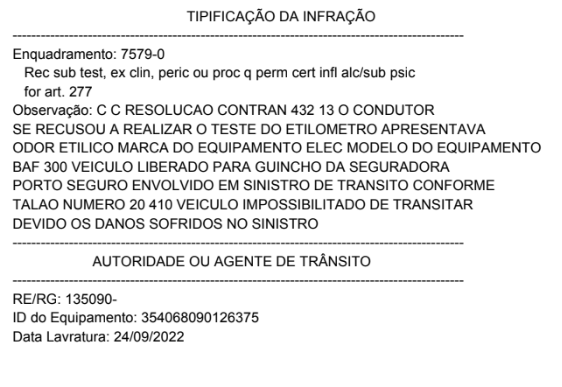 TIPIFICAÇÃO DA INFRAÇÃO
--------------------------------------------------------------------------------
Enquadramento: 7579-0
Rec sub test, ex clin, peric ou proc q perm cert infl alc/sub psic
for art. 277
Observação: C C RESOLUCAO CONTRAN 432 13 O CONDUTOR
SE RECUSOU A REALIZAR O TESTE DO ETILOMETRO APRESENTAVA
ODOR ETILICO MARCA DO EQUIPAMENTO ELEC MODELO DO EQUIPAMENTO
BAF 300 VEICULO LIBERADO PARA GUINCHO DA SEGURADORA
PORTO SEGURO ENVOLVIDO EM SINISTRO DE TRANSITO CONFORME
TALAO NUMERO 20 410 VEICULO IMPOSSIBILITADO DE TRANSITAR
DEVIDO OS DANOS SOFRIDOS NO SINISTRO
--------------------------------------------------------------------------------
AUTORIDADE OU AGENTE DE TRÂNSITO
--------------------------------------------------------------------------------
RE/RG: 135090-
ID do Equipamento: 354068090126375
Data Lavratura: 24/09/2022